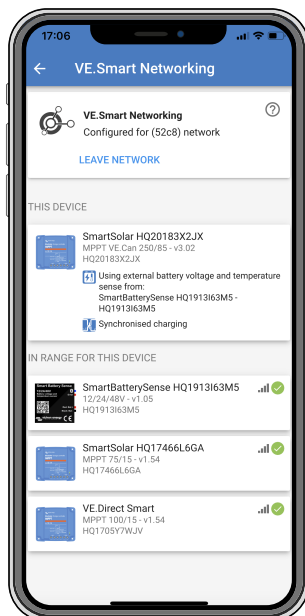 17:06
VE.Smart Networking
VE.Smart Networking
Configured for (52c8) network
LEAVE NETWORK
THIS DEVICE
SmartSolar HQ20183X2JX
MPPT VE.Can 250/85 - v3.02
HQ20183X2JX
Using external battery voltage and temperature
sense from:
SmartBatterySense HQ1913I63M5 -
HQ1913I63M5
Synchronised charging
IN RANGE FOR THIS DEVICE
Smart Battery Sense
SmartBatterySense HQ1913I63M5
12/24/48V - v1.05
HQ1913I63M5
SmartSolar HQ17466L6GA
MPPT 75/15 - v1.54
HQ17466L6GA
VE.Direct Smart
MPPT 100/15 - v1.54
HQ1705Y7WJV